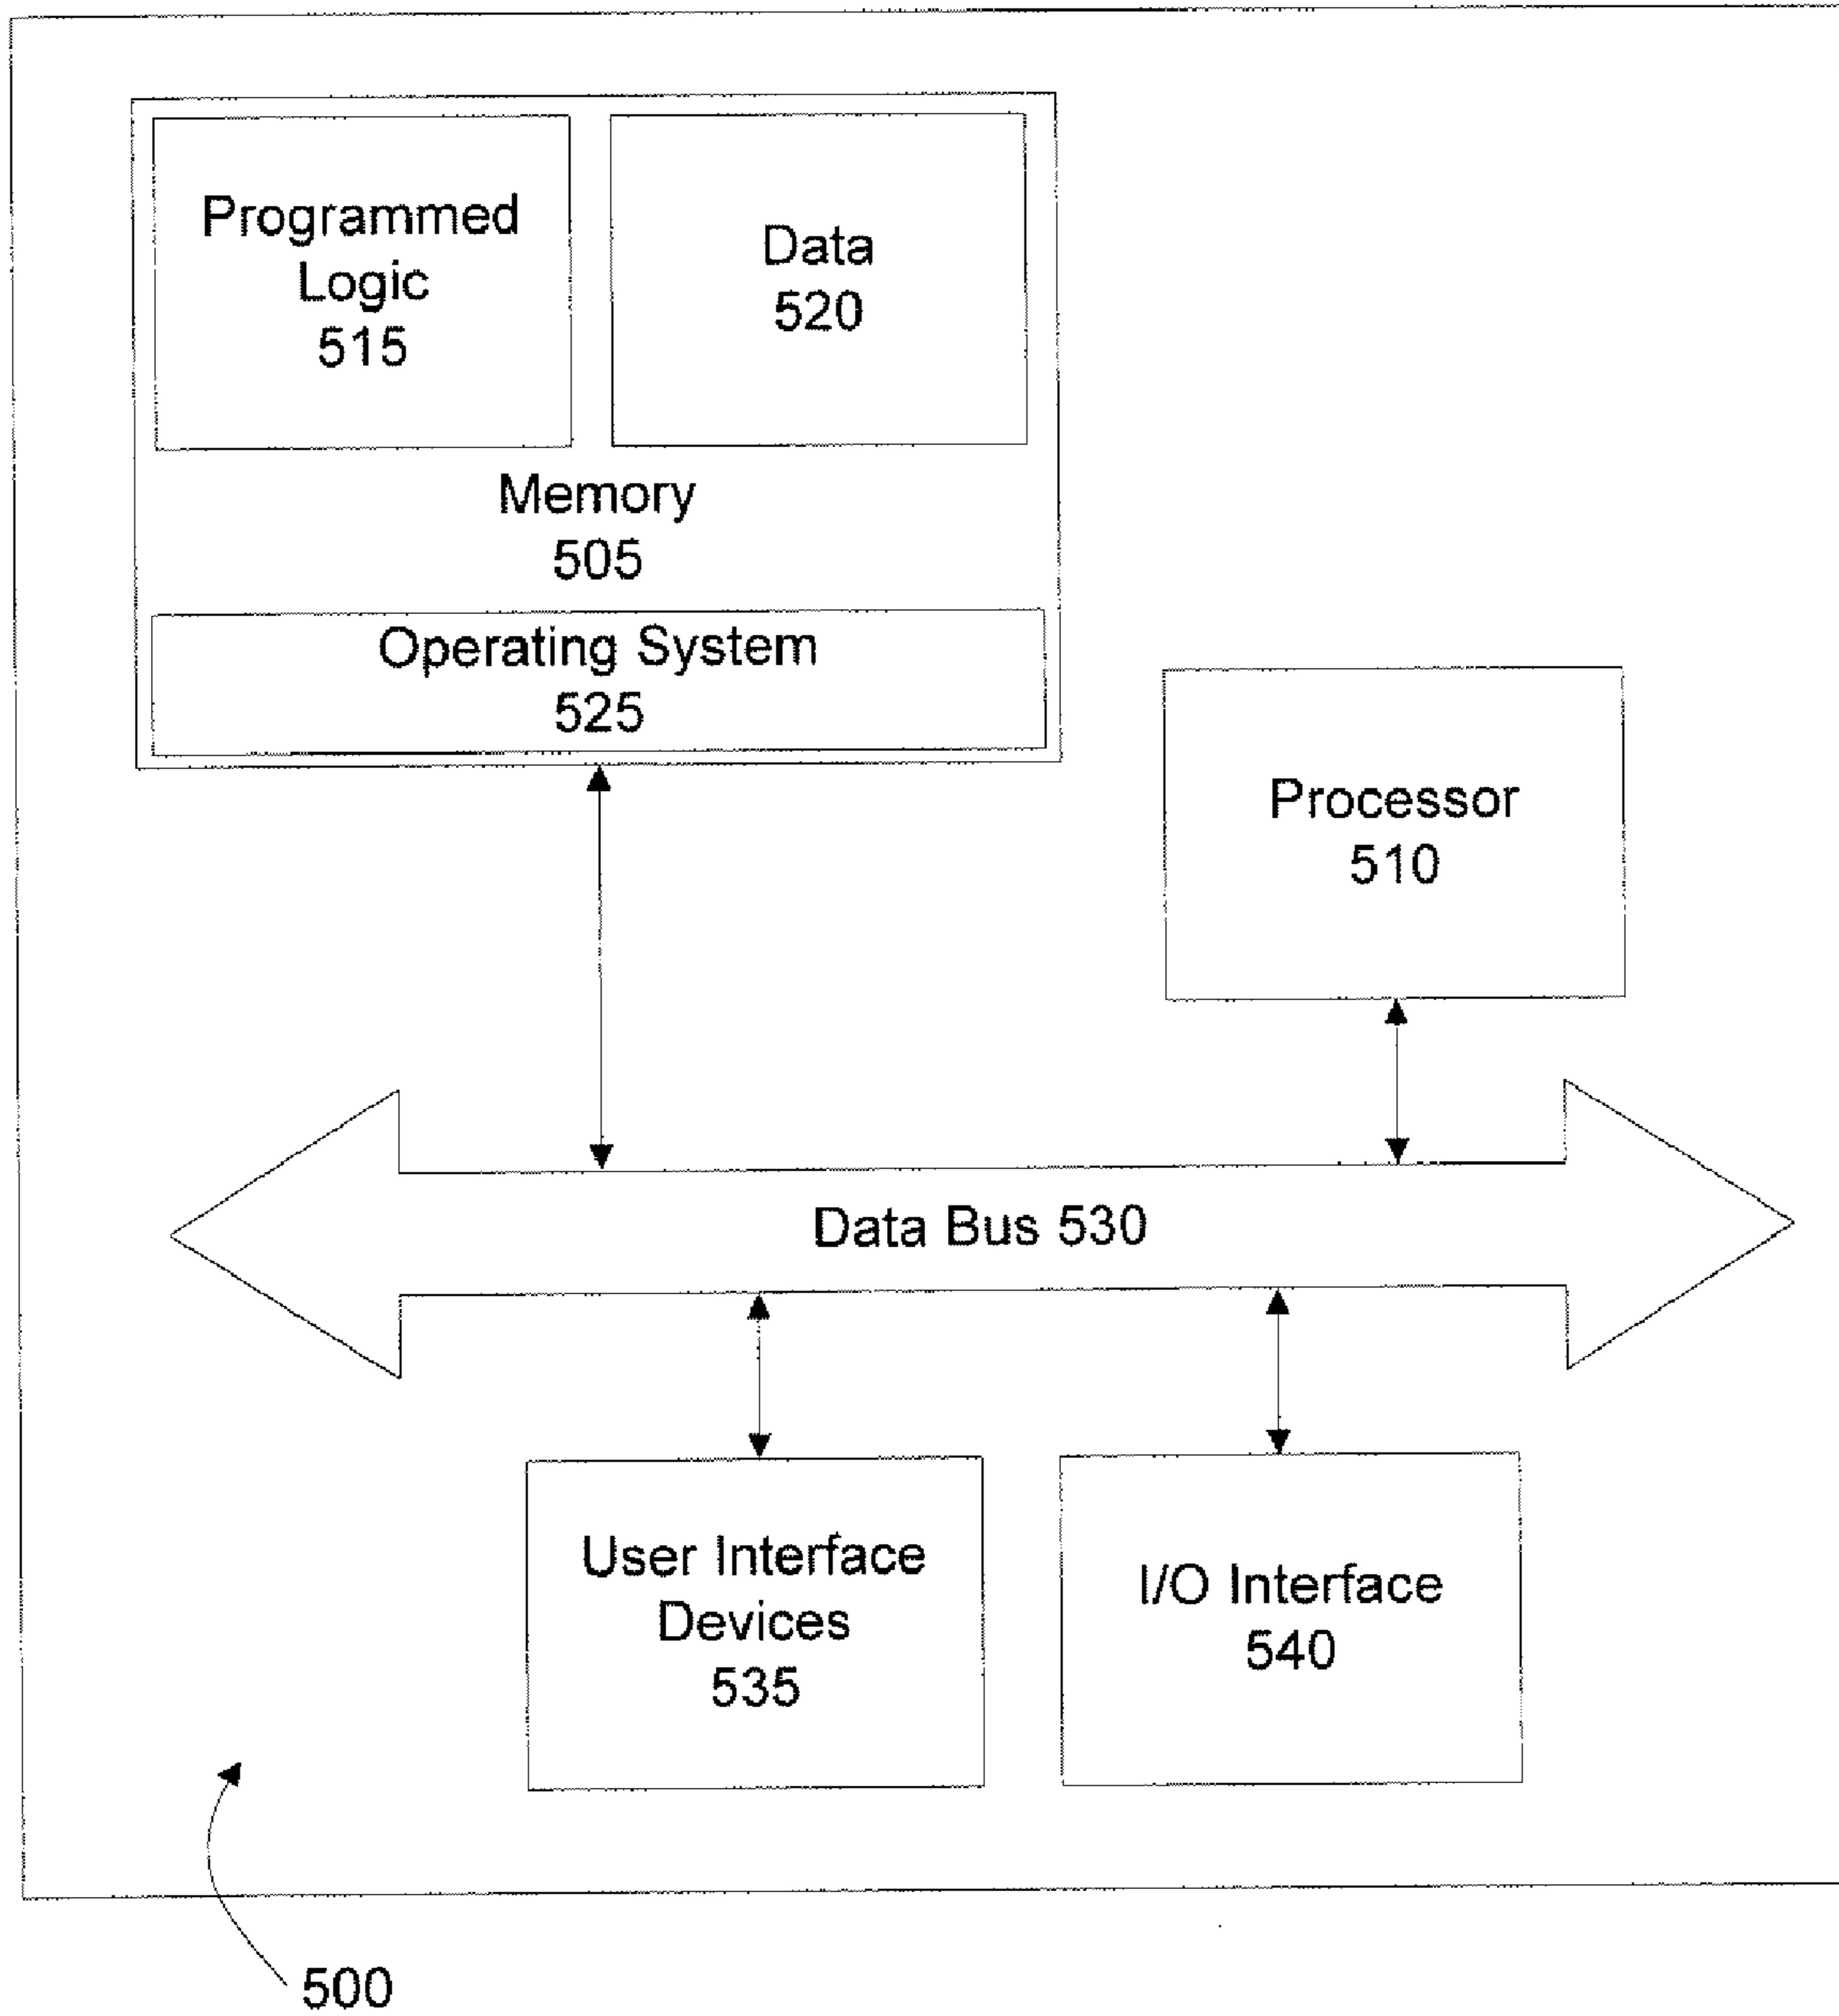 Programmed
Logic
515
Data
520
Memory
505
Operating System
525
Processor
510
Data Bus 530
User Interface
Devices
535
I/O Interface
540
500